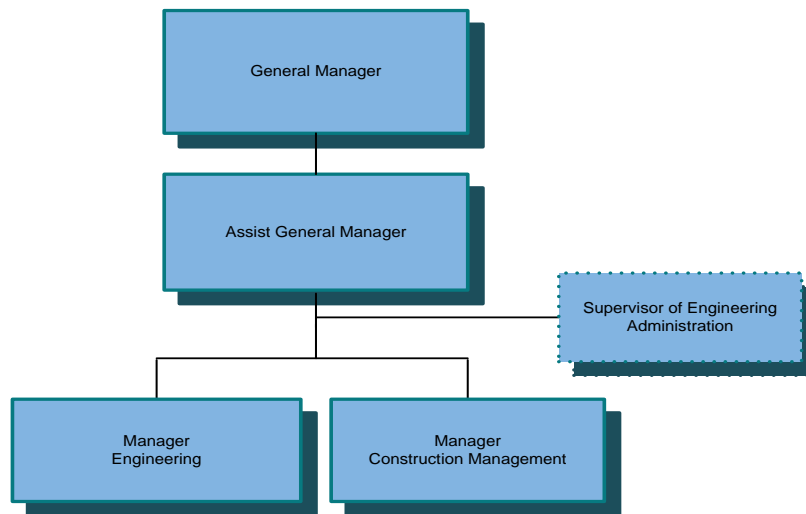 General Manager
Assist General Manager
Supervisor of Engineering
Administration
Manager
Engineering
Manager
Construction Management